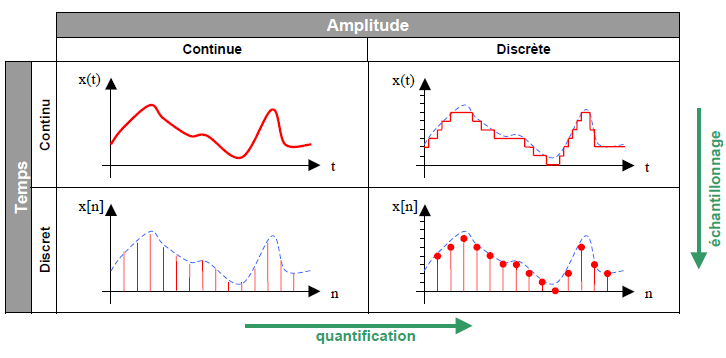 Amplitude
Continue
Discrète
Temps
Continu
x(t)
t
x(t)
t
échantillonnage
Discret
x[n]
n
x[n]
n
quantification